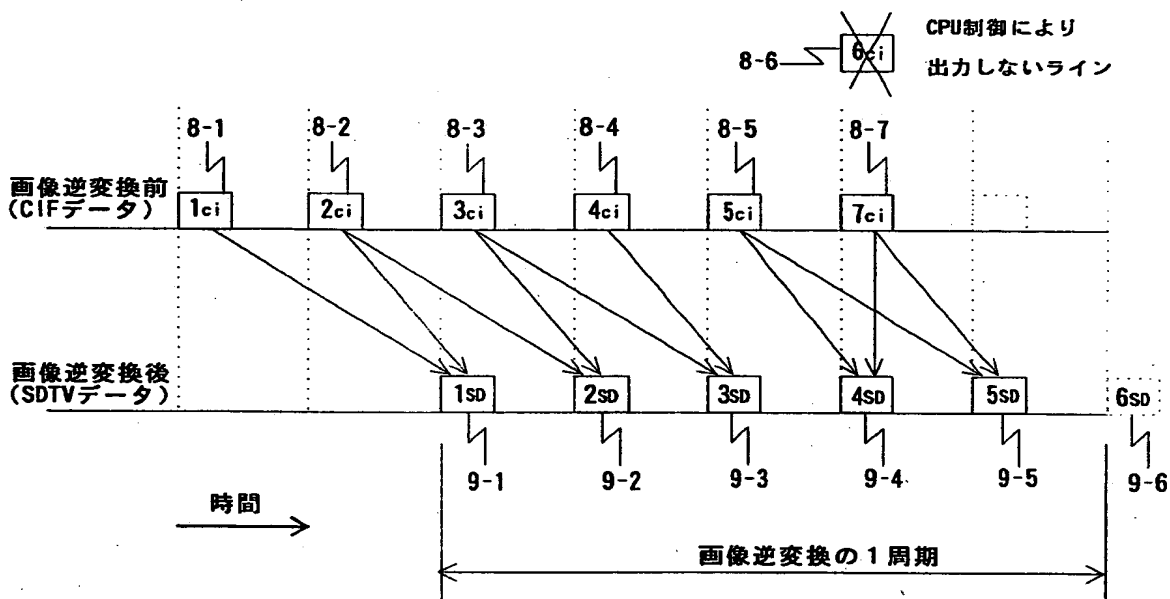 CPU制御により
6ci
8-6
出力しないライン
8-1 8-2 8-3 8-4 8-5 8-7
画像逆変換前
(CIFデータ)
1ci 2ci 3ci 4ci 5ci 7ci
画像逆変換後
(SDTVデータ)
1SD 2SD 3SD 4SD 5SD 6SD
9-1 9-2 9-3 9-4 9-5 9-6
時間
画像逆変換の1周期